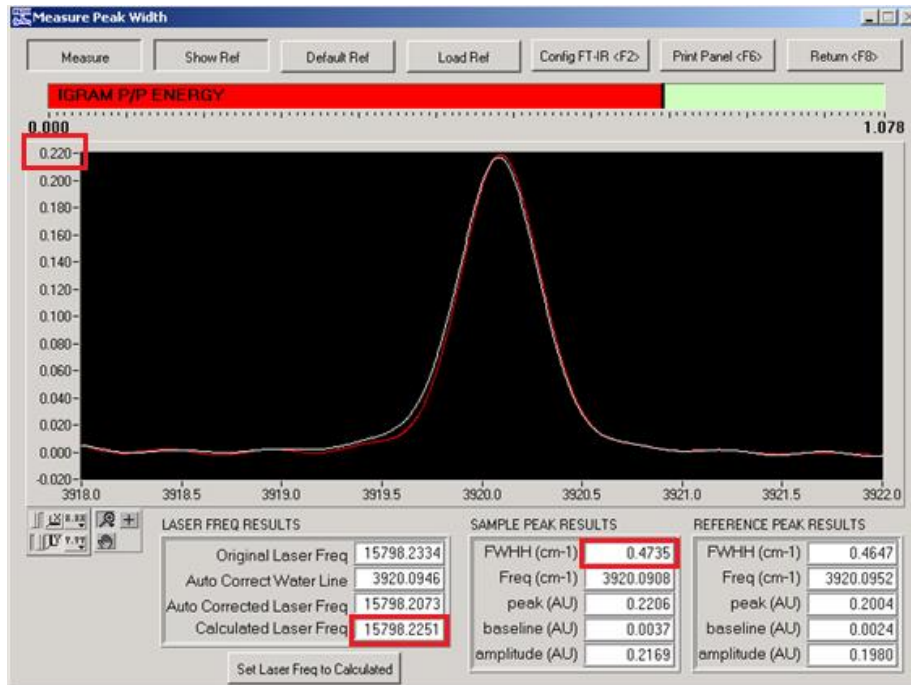 Measure Peak Width
Measure Show Ref Default Ref Load Ref Config FT-IR <F2> Print Panel <F6> Return <F8>
IGRAM P/P ENERGY
0.000 1.078
0.220
0.200
0.180
0.160
0.140
0.120
0.100
0.080
0.060
0.040
0.020
0.000
-0.020
3918.0 3918.5 3919.0 3919.5 3920.0 3920.5 3921.0 3921.5 3922.0
LASER FREQ RESULTS
Original Laser Freq 15798.2334
Auto Correct Water Line 3920.0946
Auto Corrected Laser Freq 15798.2073
Calculated Laser Freq 15798.2251
Set Laser Freq to Calculated
SAMPLE PEAK RESULTS
FWHH (cm-1) 0.4735
Freq (cm-1) 3920.0908
peak (AU) 0.2206
baseline (AU) 0.0037
amplitude (AU) 0.2169
REFERENCE PEAK RESULTS
FWHH (cm-1) 0.4647
Freq (cm-1) 3920.0952
peak (AU) 0.2004
baseline (AU) 0.0024
amplitude (AU) 0.1980